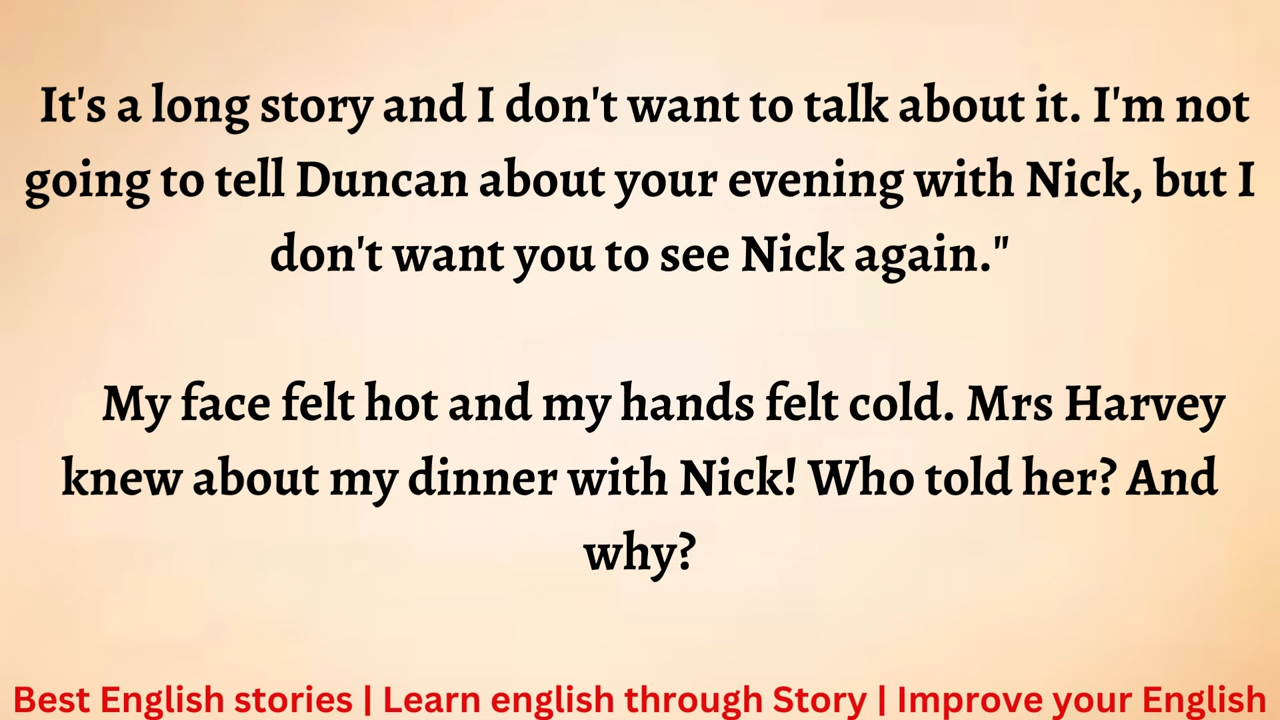 It's a long story and I don't want to talk about it. I'm not
going to tell Duncan about your evening with Nick, but I
don't want you to see Nick again."
My face felt hot and my hands felt cold. Mrs Harvey
knew about my dinner with Nick! Who told her? And
why?
Best English stories | Learn english through Story | Improve your English